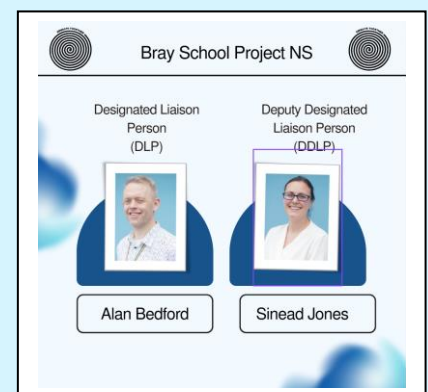 Bray School Project NS
Designated Liaison
Person
(DLP)
Deputy Designated
Liaison Person
(DDLP)
Alan Bedford
Sinead Jones